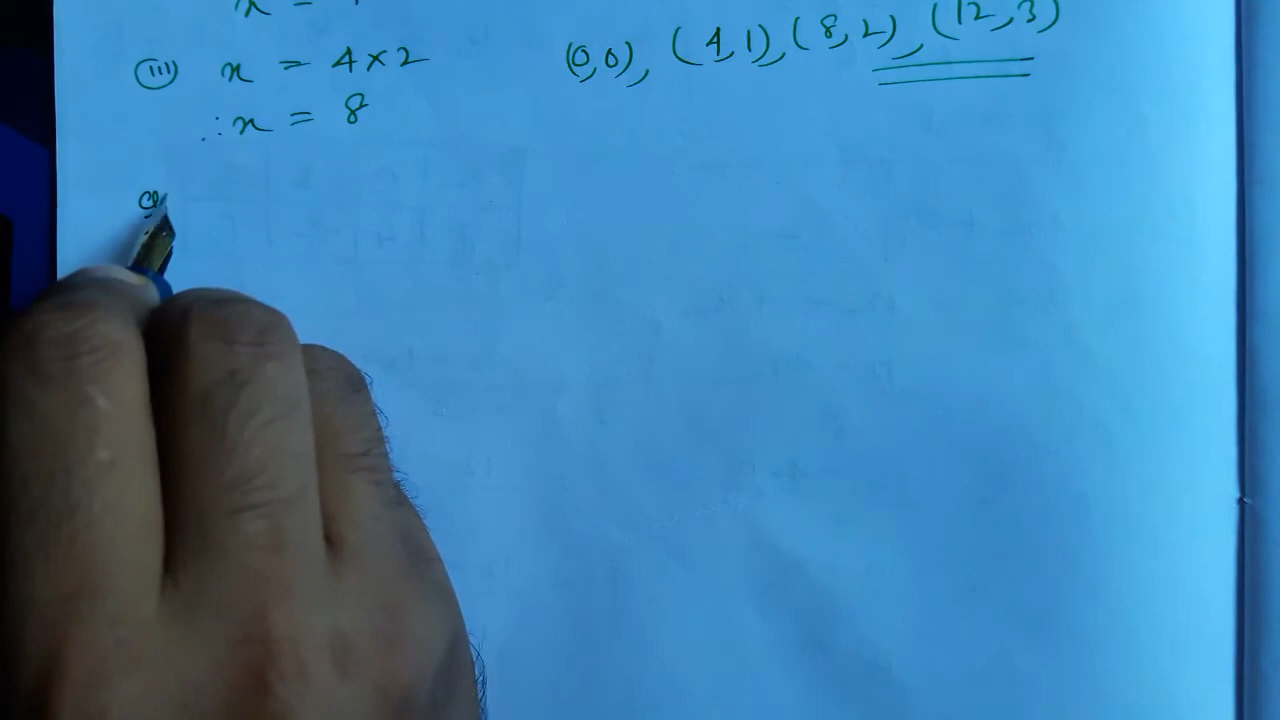 (iii) x = 4 × 2
∴ x = 8
(0,0), (4,1), (8,2), (12,3)